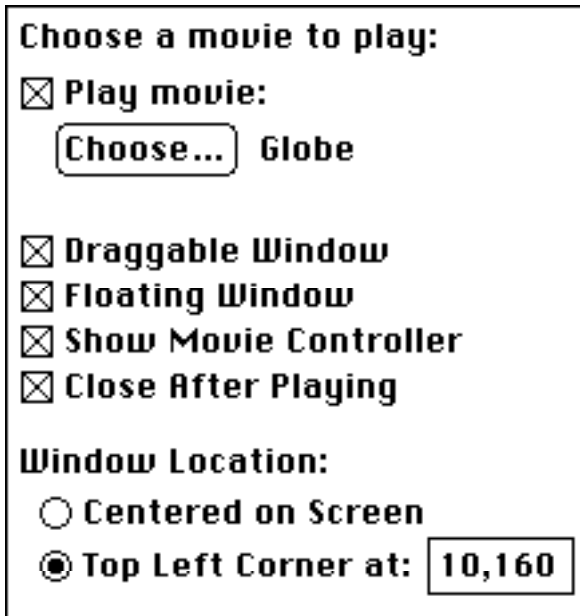 Choose a movie to play:
Play movie:
Choose... Globe
Draggable Window
Floating Window
Show Movie Controller
Close After Playing
Window Location:
Centered on Screen
Top Left Corner at: 10,160